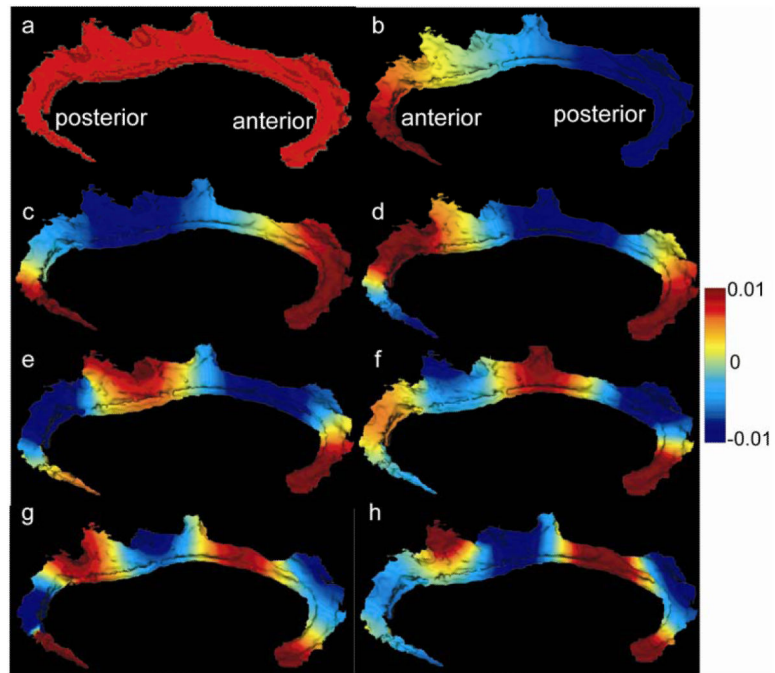 a
posterior anterior
b
anterior posterior
c
d
e
f
g
h
0.01
0
-0.01